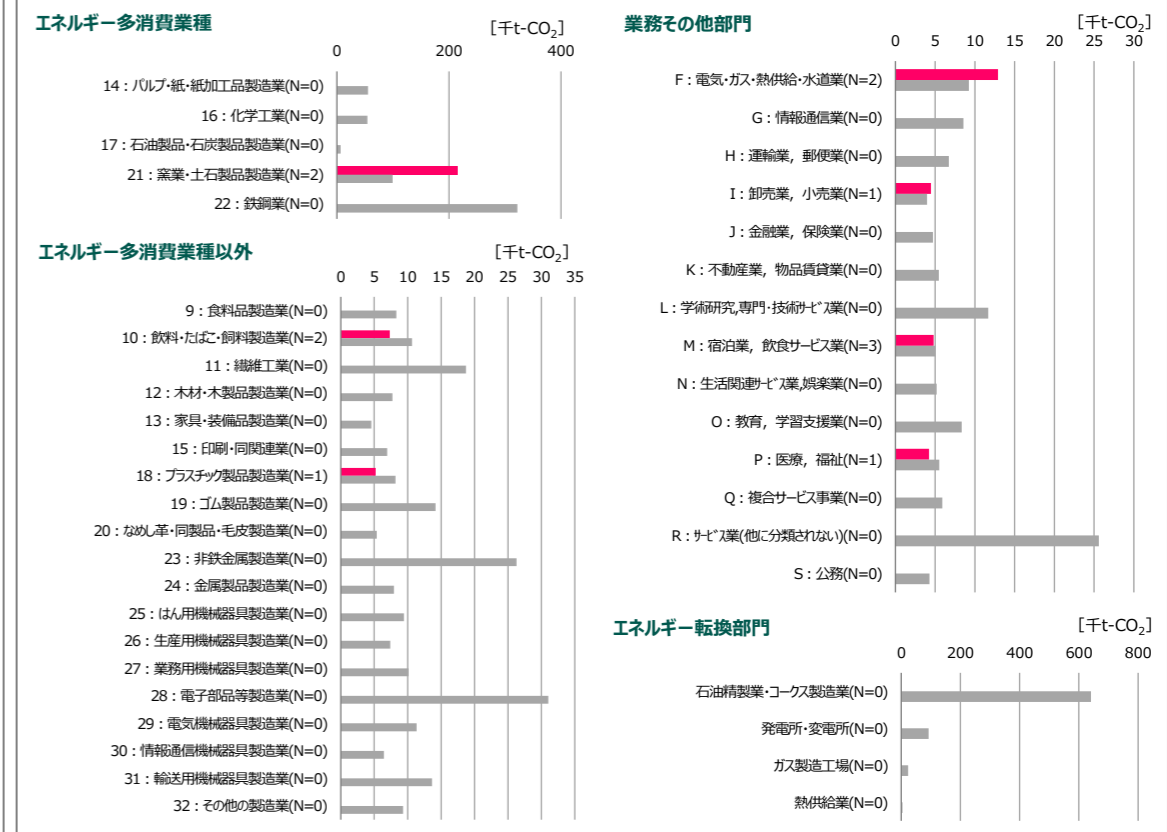 エネルギー多消費業種
[千t-CO2]
0 200 400
14：パルプ・紙・紙加工品製造業(N=0)
16：化学工業(N=0)
17：石油製品・石炭製品製造業(N=0)
21：窯業・土石製品製造業(N=2)
22：鉄鋼業(N=0)
エネルギー多消費業種以外
[千t-CO2]
0 5 10 15 20 25 30 35
9：食料品製造業(N=0)
10：飲料・たばこ・飼料製造業(N=2)
11：繊維工業(N=0)
12：木材・木製品製造業(N=0)
13：家具・装備品製造業(N=0)
15：印刷・同関連業(N=0)
18：プラスチック製品製造業(N=1)
19：ゴム製品製造業(N=0)
20：なめし革・同製品・毛皮製造業(N=0)
23：非鉄金属製造業(N=0)
24：金属製品製造業(N=0)
25：はん用機械器具製造業(N=0)
26：生産用機械器具製造業(N=0)
27：業務用機械器具製造業(N=0)
28：電子部品等製造業(N=0)
29：電気機械器具製造業(N=0)
30：情報通信機械器具製造業(N=0)
31：輸送用機械器具製造業(N=0)
32：その他の製造業(N=0)
業務その他部門
[千t-CO2]
0 5 10 15 20 25 30
F：電気・ガス・熱供給・水道業(N=2)
G：情報通信業(N=0)
H：運輸業，郵便業(N=0)
I：卸売業，小売業(N=1)
J：金融業，保険業(N=0)
K：不動産業，物品賃貸業(N=0)
L：学術研究,専門・技術サービス業(N=0)
M：宿泊業，飲食サービス業(N=3)
N：生活関連サービス業,娯楽業(N=0)
O：教育，学習支援業(N=0)
P：医療，福祉(N=1)
Q：複合サービス事業(N=0)
R：サービス業(他に分類されない)(N=0)
S：公務(N=0)
エネルギー転換部門
[千t-CO2]
0 200 400 600 800
石油精製業・コークス製造業(N=0)
発電所・変電所(N=0)
ガス製造工場(N=0)
熱供給業(N=0)